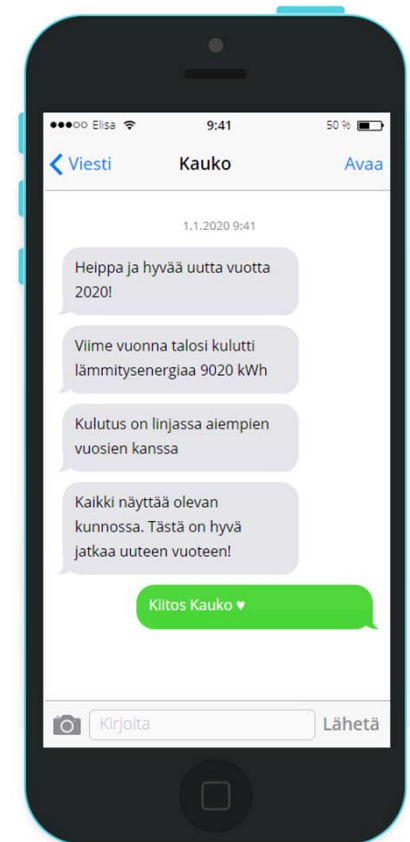 ●●●○○ Elisa 9:41 50 %
Viesti Kauko Avaa
1.1.2020 9:41
Heippa ja hyvää uutta vuotta
2020!
Viime vuonna talosi kulutti
lämmitysenergiaa 9020 kWh
Kulutus on linjassa aiempien
vuosien kanssa
Kaikki näyttää olevan
kunnossa. Tästä on hyvä
jatkaa uuteen vuoteen!
Kiitos Kauko ♥
Kirjoita Lähetä